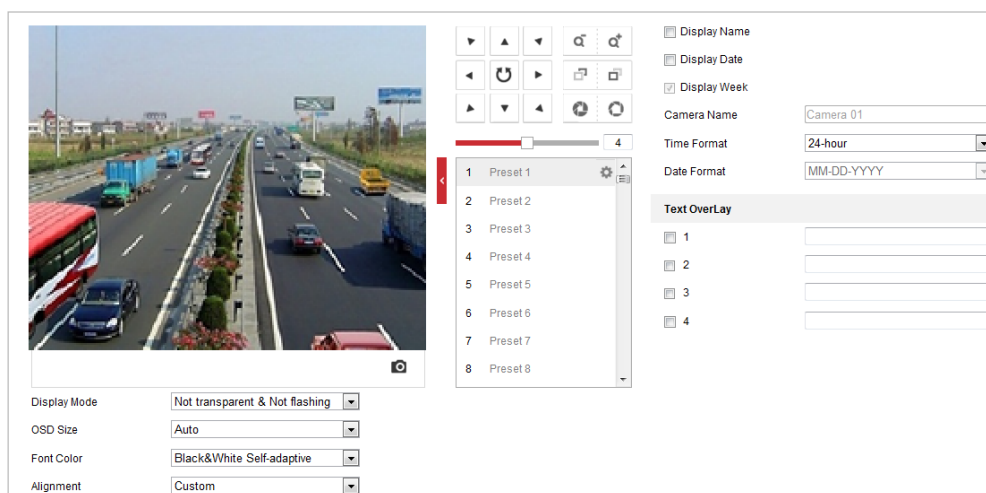 Display Name
Display Date
Display Week
Camera Name Camera 01
4
Time Format 24-hour
Date Format MM-DD-YYYY
1 Preset 1
2 Preset 2
3 Preset 3
4 Preset 4
5 Preset 5
6 Preset 6
7 Preset 7
8 Preset 8
Text OverLay
1
2
3
4
Display Mode Not transparent & Not flashing
OSD Size Auto
Font Color Black&White Self-adaptive
Alignment Custom